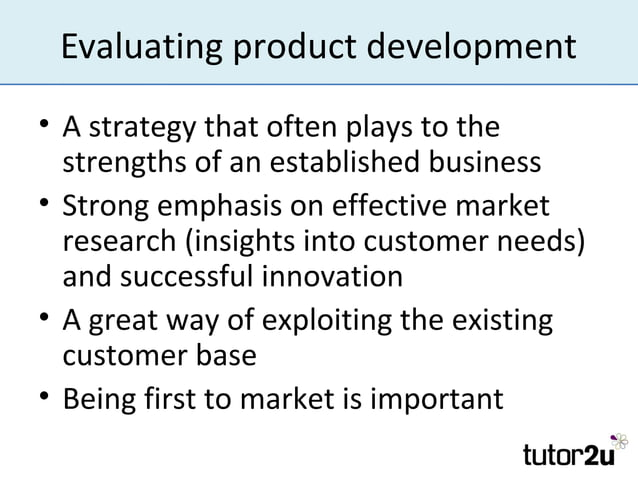 Evaluating product development
• A strategy that often plays to the
strengths of an established business
• Strong emphasis on effective market
research (insights into customer needs)
and successful innovation
• A great way of exploiting the existing
customer base
• Being first to market is important
tutor2u